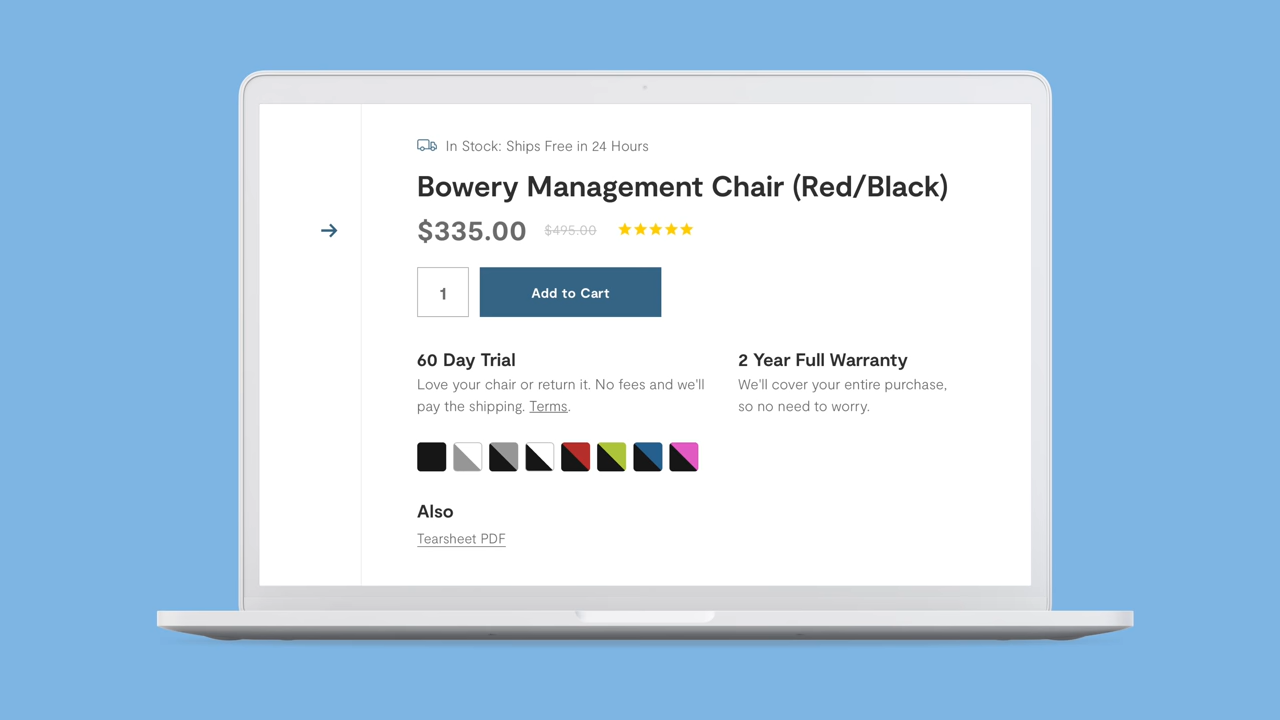 In Stock: Ships Free in 24 Hours
Bowery Management Chair (Red/Black)
$335.00 $495.00
1 Add to Cart
60 Day Trial
Love your chair or return it. No fees and we'll
pay the shipping. Terms.
2 Year Full Warranty
We'll cover your entire purchase,
so no need to worry.
Also
Tearsheet PDF